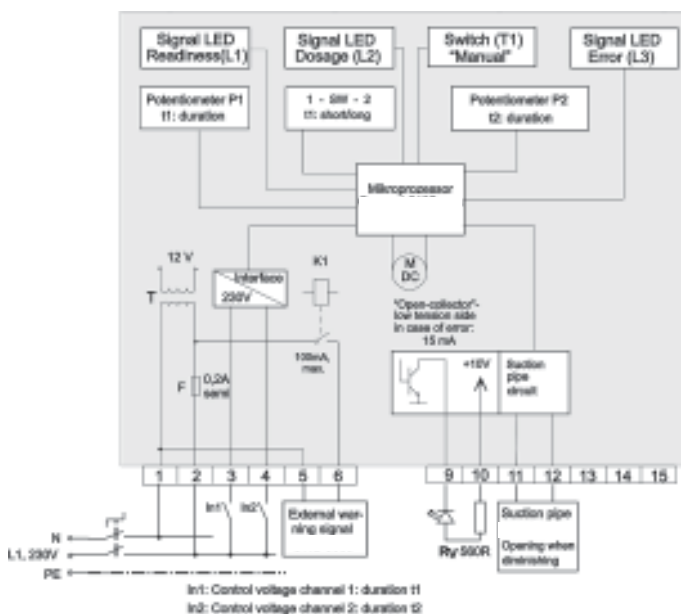 Signal LED
Readiness(L1)
Signal LED
Dosage (L2)
Switch (T1)
"Manual"
Signal LED
Error (L3)
Potentiometer P1
t1: duration
1 - SW - 2
t1: short/long
Potentiometer P2
t2: duration
Mikroprozessor
12 V
T
Interface
230V
K1
M
DC
"Open-collector"-
low tension side
in case of error:
15 mA
100mA,
max.
F
0,2A
semi
+10V
Suction
pipe
circuit
1 2 3 4 5 6 9 10 11 12 13 14 15
In1
In2
External war-
ning signal
Rv 560R
Suction pipe
Opening when
diminishing
N
L1, 230V
PE
In1: Control voltage channel 1: duration t1
In2: Control voltage channel 2: duration t2